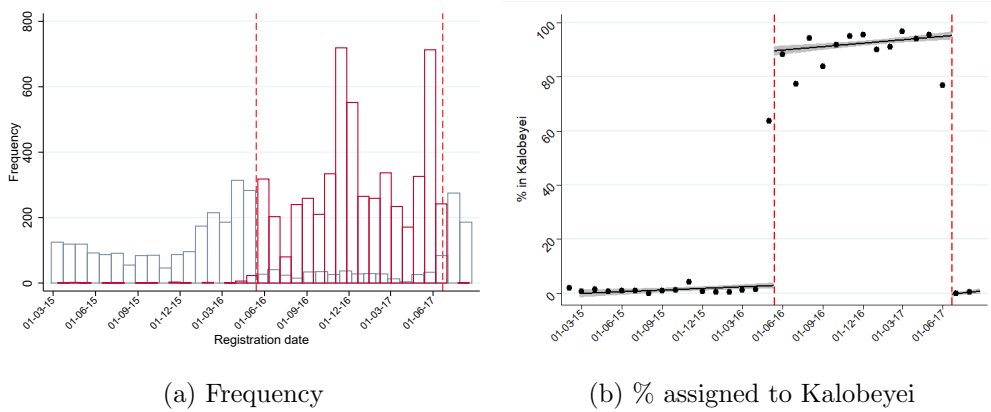 800
600
400
200
0
Frequency
01-03-15 01-06-15 01-09-15 01-12-15 01-03-16 01-06-16 01-09-16 01-12-16 01-03-17 01-06-17
Registration date
(a) Frequency
100
80
60
40
20
0
% in Kalobeyei
01-03-15 01-06-15 01-09-15 01-12-15 01-03-16 01-06-16 01-09-16 01-12-16 01-03-17 01-06-17
(b) % assigned to Kalobeyei